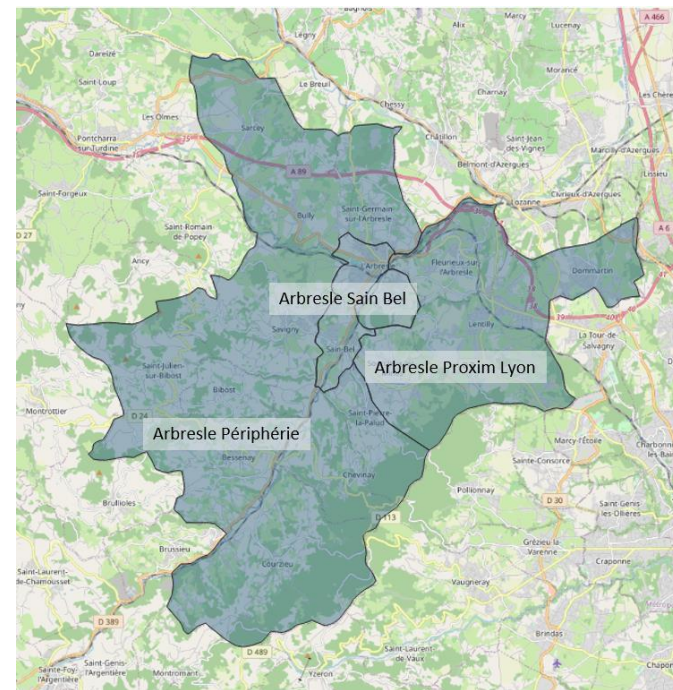 Marcy
A 466
Légny
Alix
Lucenay
Dareizé
Morancé
Saint-Loup
Le Breuil
Charnay
Chessy
Les Chère
Les Olmes
Sarcey
Châtillon
Saint-Jean
des Vignes
Pontcharra
sur-Turdine
Marcilly-d'Azergues
Belmont-d'Azergues
A 89
Lissieu
Saint-Forgeux
Civrieux-d'Azergues
Lozanne
Bully
Saint-Germain
sur-l'Arbresle
D 27
Saint-Romain
de-Popey
A 6
Ancy
L'Arbresle
Fleurieux-sur
l'Arbresle
Dommartin
Arbresle Sain Bel
Savigny
Lentilly
La Tour-de
Salvagny
Sain-Bel
Arbresle Proxim Lyon
Saint-Julien
sur-Bibost
Bibost
Montrottier
D 24
Saint-Pierre
la-Palud
Arbresle Périphérie
Marcy-l'Étoile
Charbonn
les-Bai
Bessenay
Sainte-Consorce
Chevinay
Pollionnay
Brullioles
D 30
Saint-Genis
les-Ollières
D 113
Brussieu
Grézieu la
Varenne
Craponne
Courzieu
Saint-Laurent
de-Chamousset
Vaugneray
D 389
Brindas
D 489
Saint-Laurent
de-Vaux
Sainte-Foy
l'Argentière
Saint-Genis-
l'Argentière
Montromant
Yzeron
Chapon